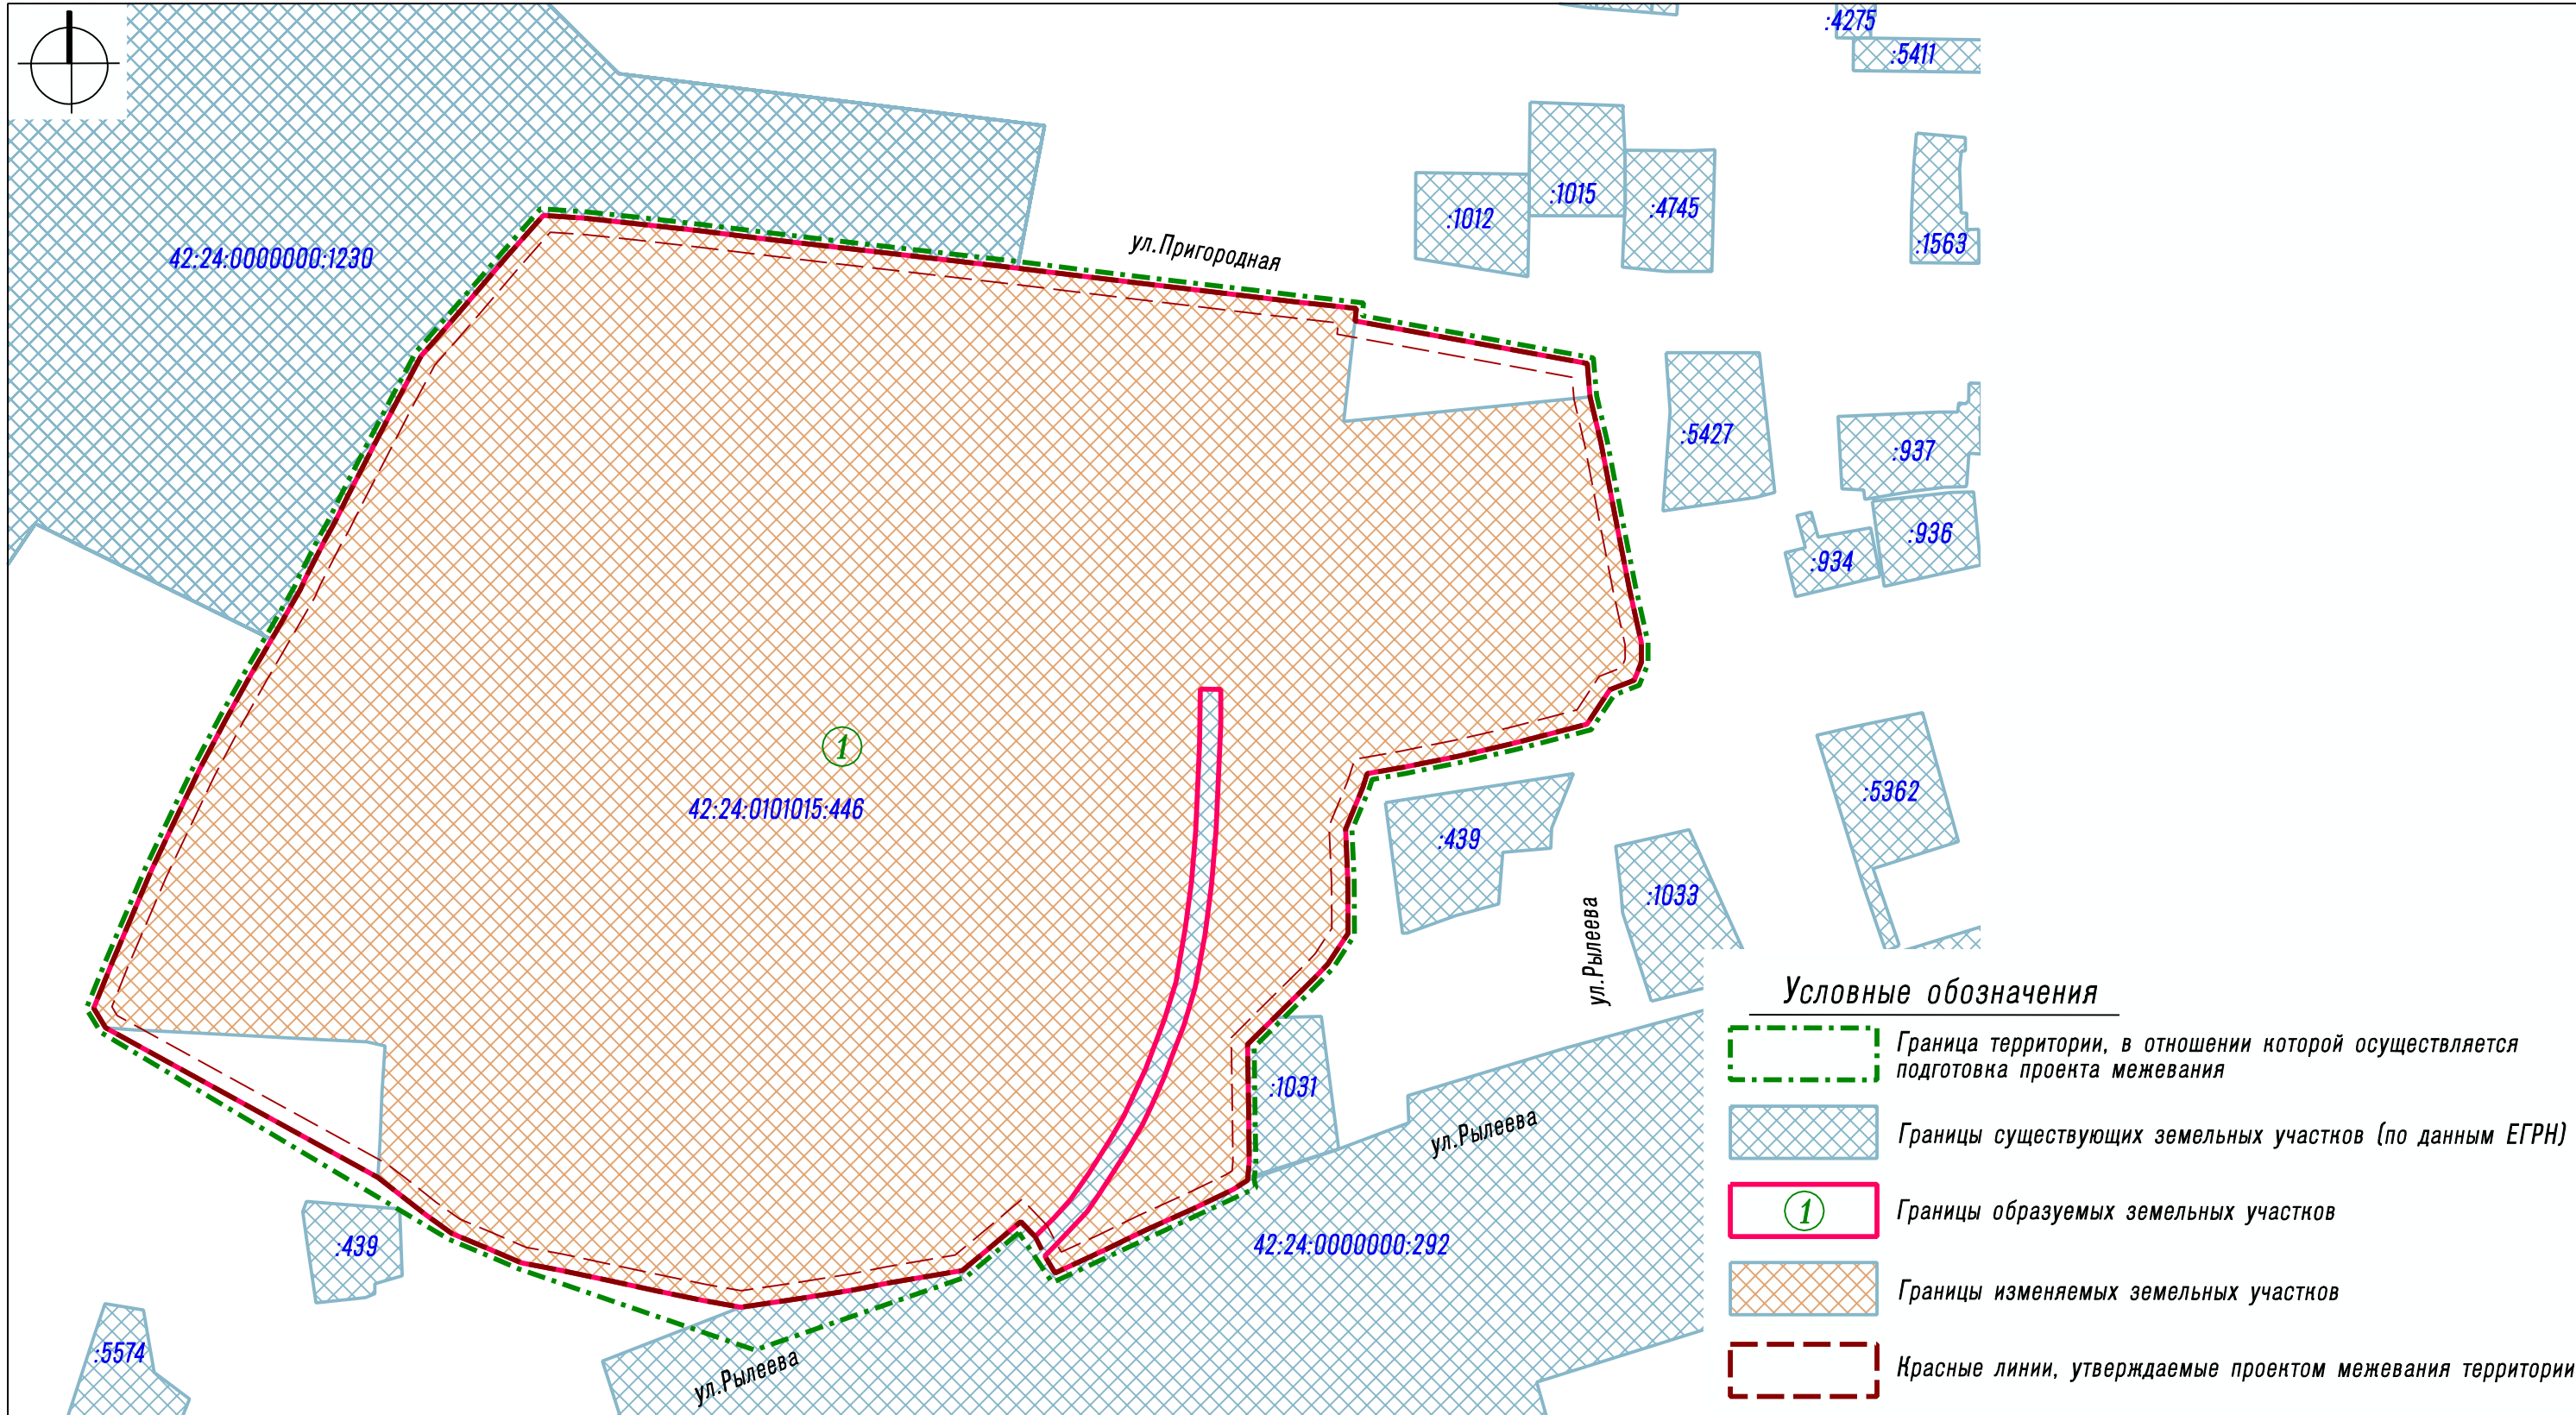 :4275
:5411
:1015
:1012
:4745
:1563
ул.Пригородная
42:24:0000000:1230
:5427
:937
:936
:934
1
42:24:0101015:446
:5362
:439
:1033
ул.Рылеева
:1031
ул.Рылеева
:439
42:24:0000000:292
:5574
ул.Рылеева
Условные обозначения
Граница территории, в отношении которой осуществляется
подготовка проекта межевания
Границы существующих земельных участков (по данным ЕГРН)
1
Границы образуемых земельных участков
Границы изменяемых земельных участков
Красные линии, утверждаемые проектом межевания территории